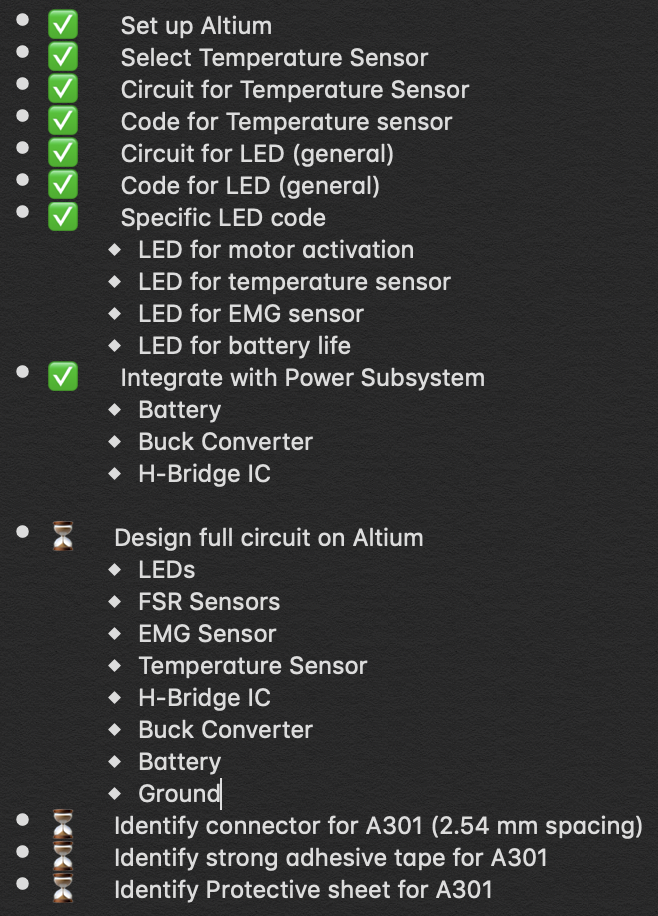 • ✅ Set up Altium
• ✅ Select Temperature Sensor
• ✅ Circuit for Temperature Sensor
• ✅ Code for Temperature sensor
• ✅ Circuit for LED (general)
• ✅ Code for LED (general)
• ✅ Specific LED code
◆ LED for motor activation
◆ LED for temperature sensor
◆ LED for EMG sensor
◆ LED for battery life
• ✅ Integrate with Power Subsystem
◆ Battery
◆ Buck Converter
◆ H-Bridge IC
• ⌛ Design full circuit on Altium
◆ LEDs
◆ FSR Sensors
◆ EMG Sensor
◆ Temperature Sensor
◆ H-Bridge IC
◆ Buck Converter
◆ Battery
◆ Ground
• ⌛ Identify connector for A301 (2.54 mm spacing)
• ⌛ Identify strong adhesive tape for A301
• ⌛ Identify Protective sheet for A301